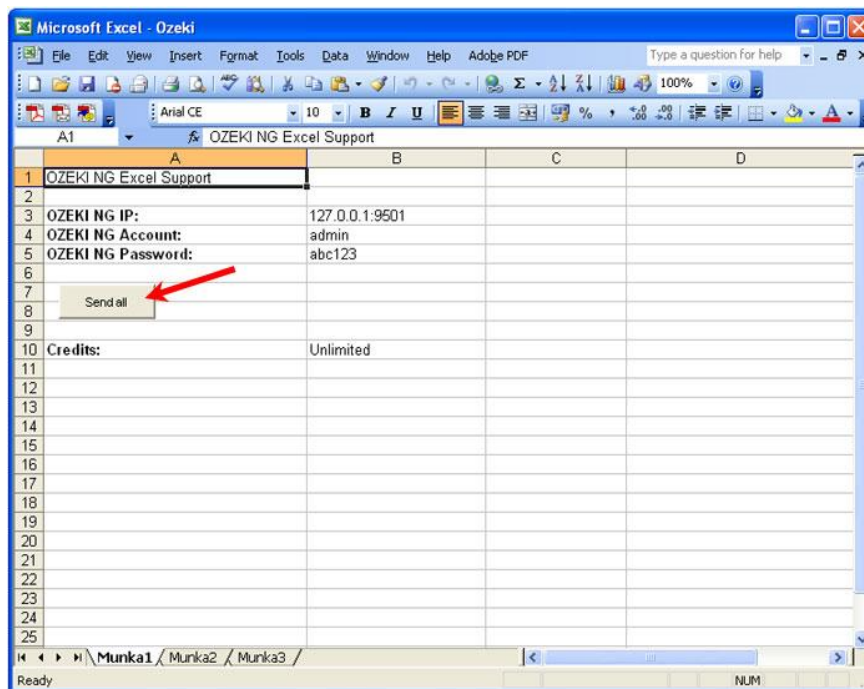 Microsoft Excel - Ozeki
File Edit View Insert Format Tools Data Window Help Adobe PDF Type a question for help
100%
Arial CE 10 B I U
A1 fx OZEKI NG Excel Support
A B C D
1 OZEKI NG Excel Support
2
3 OZEKI NG IP: 127.0.0.1:9501
4 OZEKI NG Account: admin
5 OZEKI NG Password: abc123
6
7
Send all
8
9
10 Credits: Unlimited
11
12
13
14
15
16
17
18
19
20
21
22
23
24
25
Munka1 Munka2 Munka3
Ready NUM